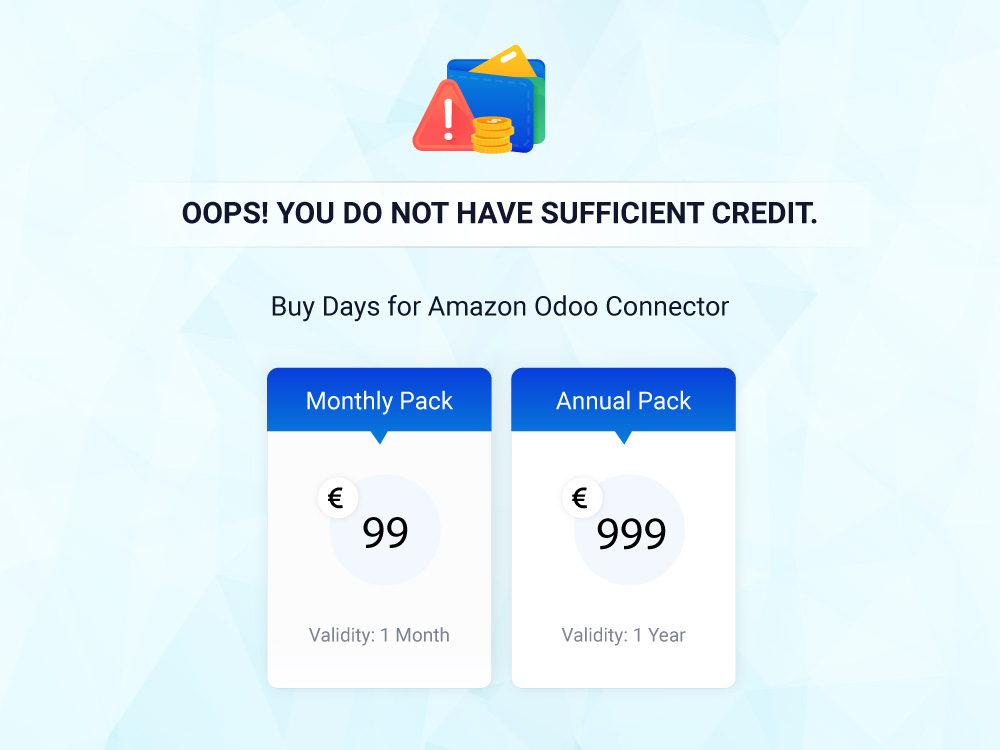 OOPS! YOU DO NOT HAVE SUFFICIENT CREDIT.
Buy Days for Amazon Odoo Connector
Monthly Pack
€
99
Validity: 1 Month
Annual Pack
€
999
Validity: 1 Year